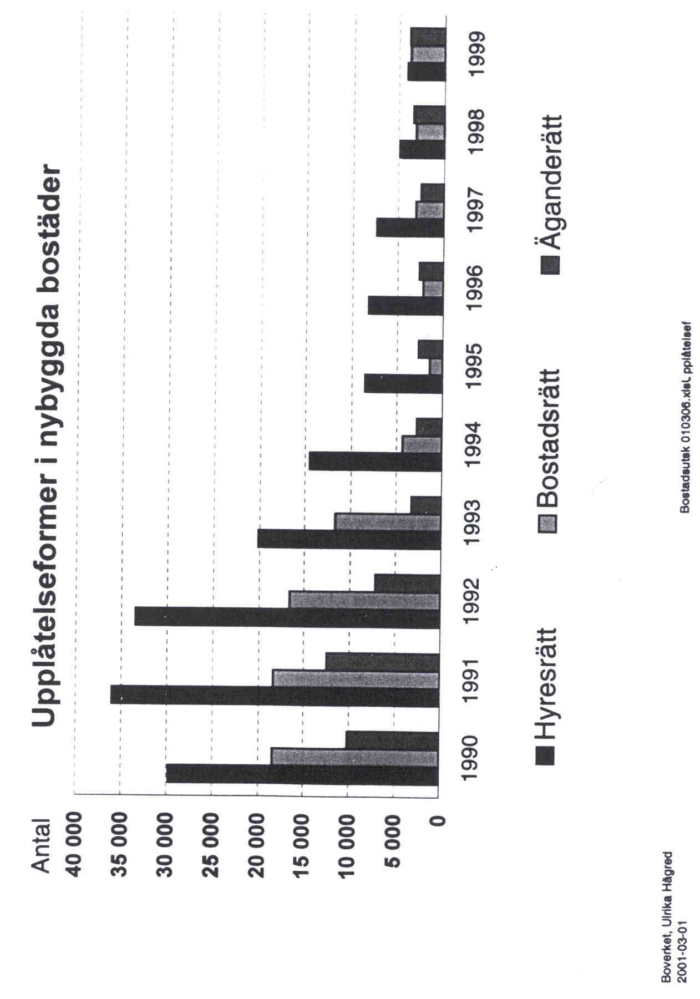 Upplåtelseformer i nybyggda bostäder
Antal
40 000
35 000
30 000
25 000
20 000
15 000
10 000
5 000
0
1990 1991 1992 1993 1994 1995 1996 1997 1998 1999
Hyresrätt Bostadsrätt Äganderätt
Boverket, Ulrika Hägred
2001-03-01
Bostadsutsk 010306.xlsL pplåtelsef